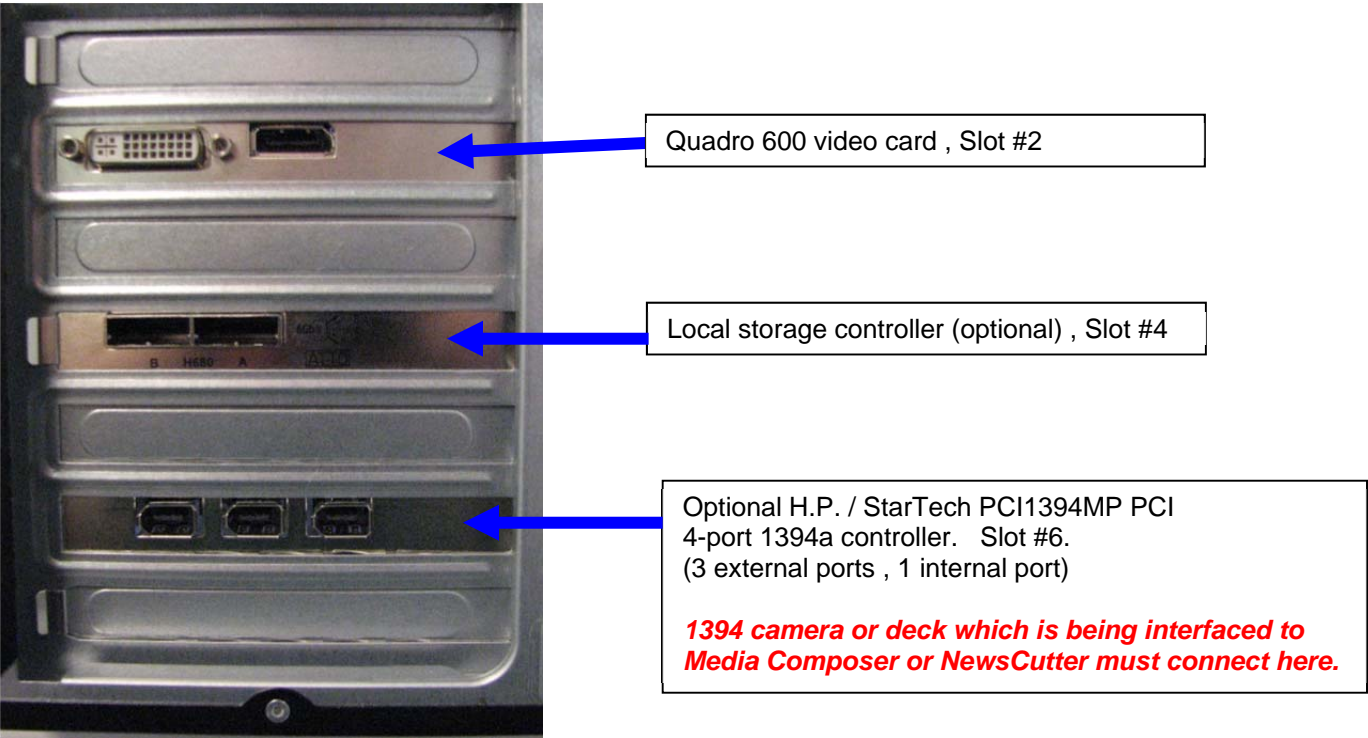 Quadro 600 video card , Slot #2
Local storage controller (optional) , Slot #4
6Gb/s
B H680 A
Optional H.P. / StarTech PCI1394MP PCI
4-port 1394a controller. Slot #6.
(3 external ports , 1 internal port)
1394 camera or deck which is being interfaced to
Media Composer or NewsCutter must connect here.